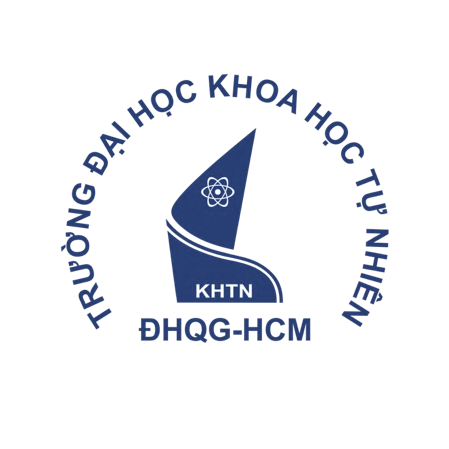 TRƯỜNG ĐẠI HỌC KHOA HỌC TỰ NHIÊN
KHTN
ĐHQG-HCM